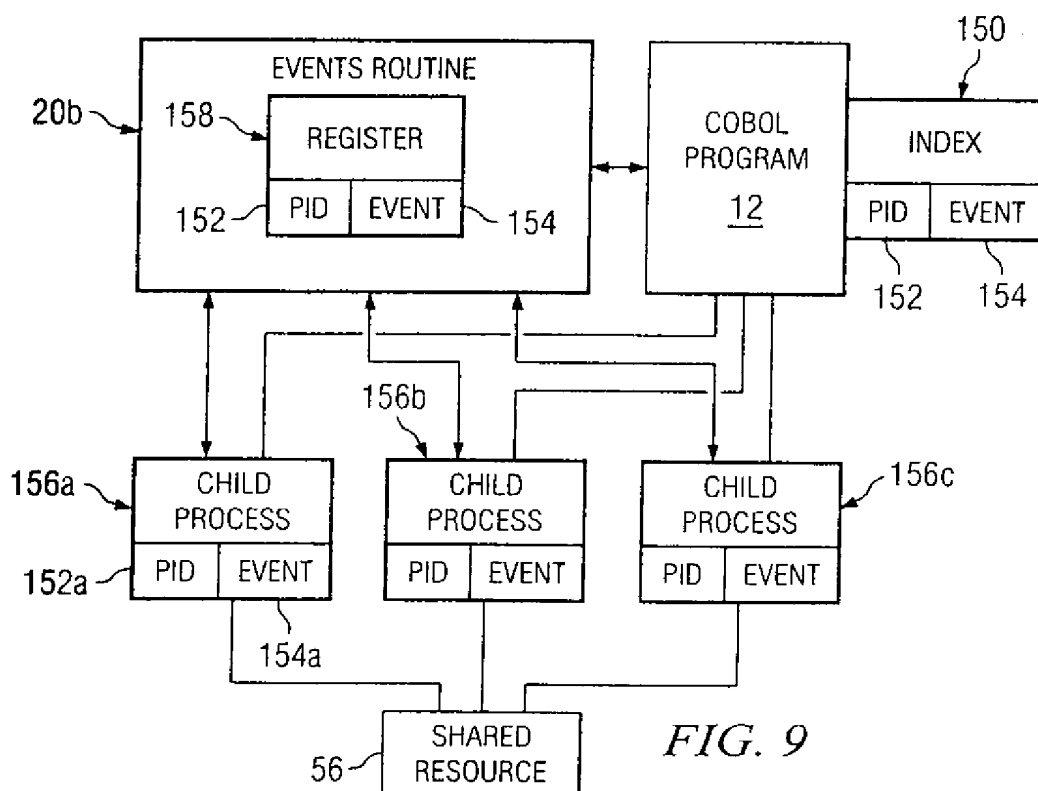 150
EVENTS ROUTINE
20b
158
REGISTER
COBOL
PROGRAM
12
INDEX
152
PID
EVENT
154
PID
EVENT
152
154
156b
156a
CHILD
PROCESS
CHILD
PROCESS
CHILD
PROCESS
156c
152a
PID
EVENT
PID
EVENT
PID
EVENT
154a
56
SHARED
RESOURCE
FIG. 9